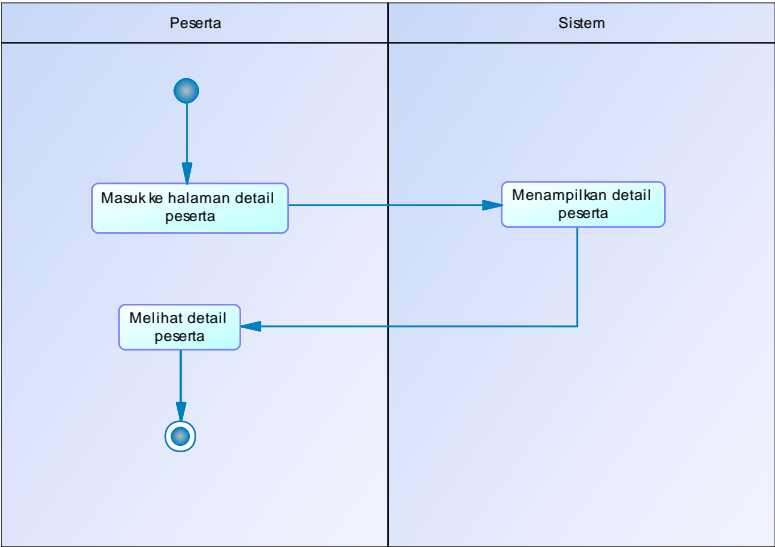 Peserta
Sistem
Masuk ke halaman detail
peserta
Menampilkan detail
peserta
Melihat detail
peserta